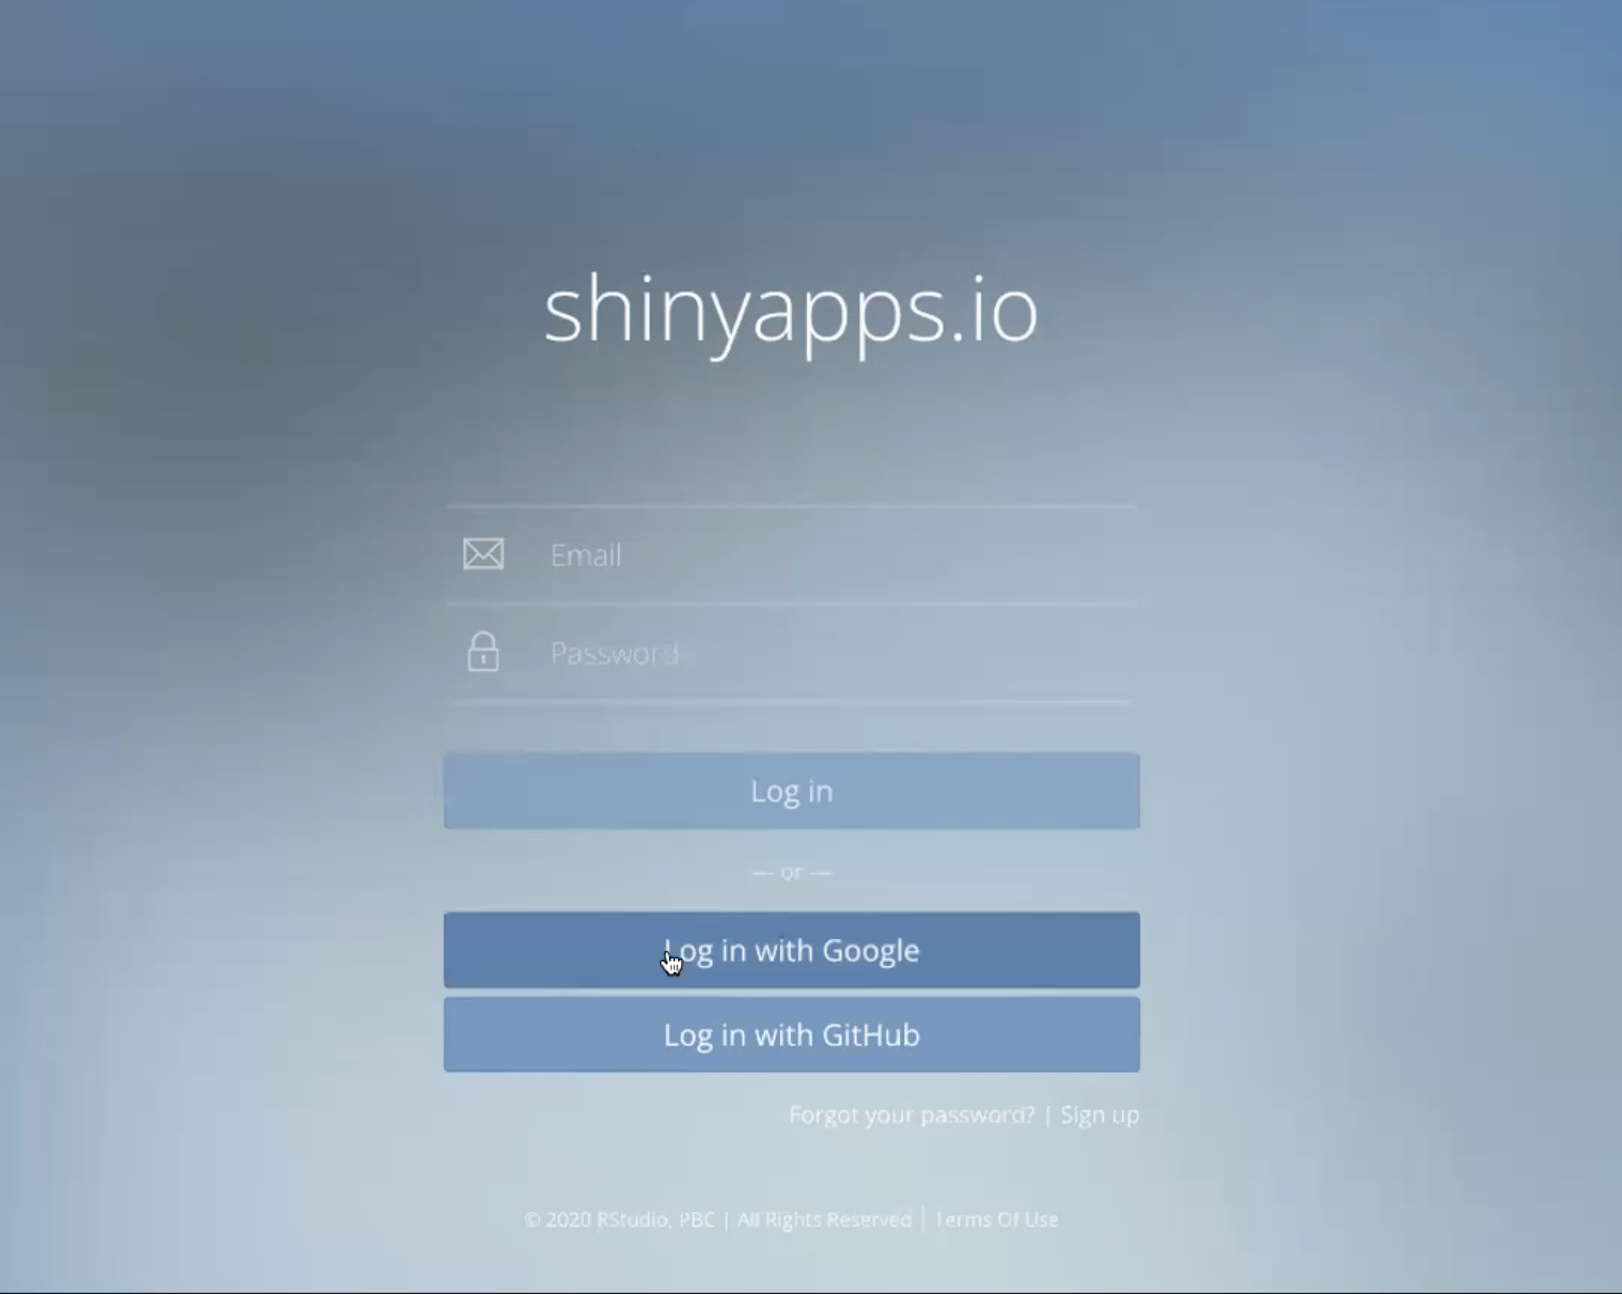 shinyapps.io
Email
Password
Log in
— or —
Log in with Google
Log in with GitHub
Forgot your password? | Sign up
© 2020 RStudio, PBC | All Rights Reserved | Terms Of Use